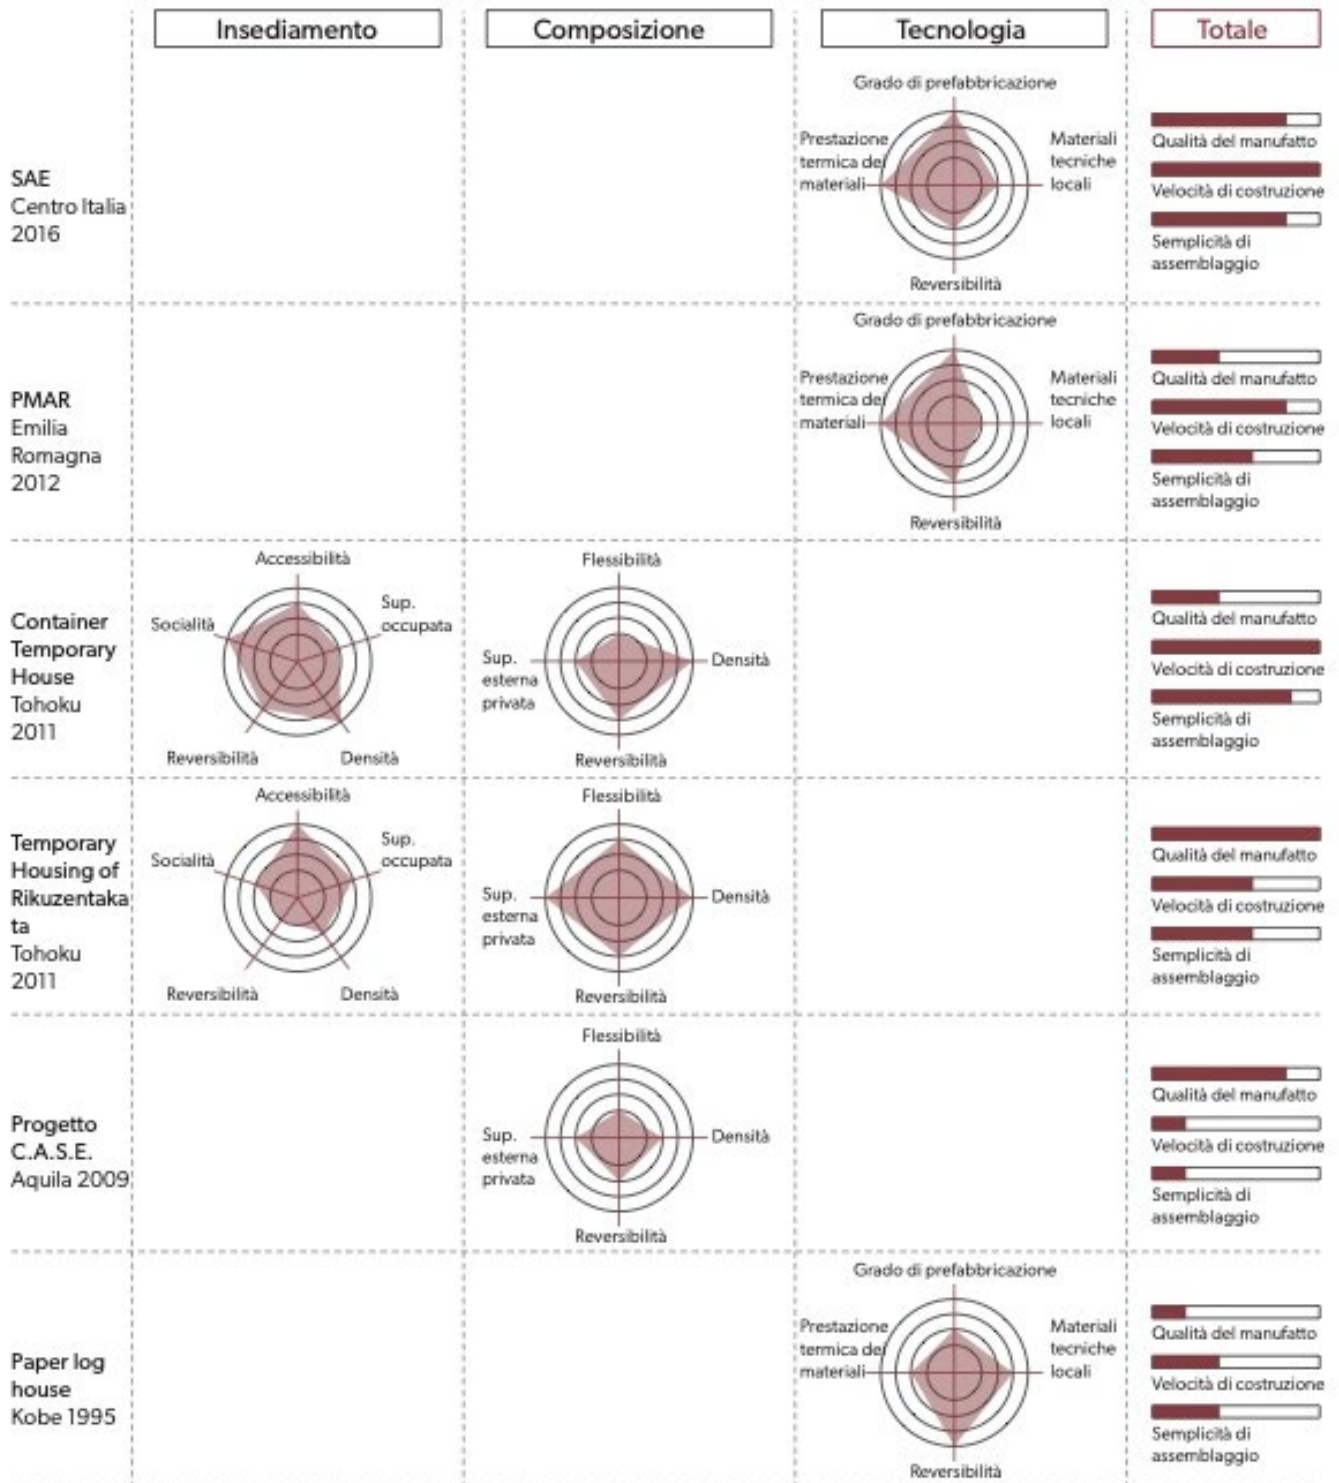 Insediamento
Composizione
Tecnologia
Totale
SAE
Centro Italia
2016
Grado di prefabbricazione
Prestazione
termica dei
materiali
Materiali
tecniche
locali
Reversibilità
Qualità del manufatto
Velocità di costruzione
Semplicità di
assemblaggio
PMAR
Emilia
Romagna
2012
Grado di prefabbricazione
Prestazione
termica dei
materiali
Materiali
tecniche
locali
Reversibilità
Qualità del manufatto
Velocità di costruzione
Semplicità di
assemblaggio
Container
Temporary
House
Tohoku
2011
Accessibilità
Socialità
Sup.
occupata
Reversibilità
Densità
Flessibilità
Sup.
esterna
privata
Densità
Reversibilità
Qualità del manufatto
Velocità di costruzione
Semplicità di
assemblaggio
Temporary
Housing of
Rikuzentaka
ta
Tohoku
2011
Accessibilità
Socialità
Sup.
occupata
Reversibilità
Densità
Flessibilità
Sup.
esterna
privata
Densità
Reversibilità
Qualità del manufatto
Velocità di costruzione
Semplicità di
assemblaggio
Progetto
C.A.S.E.
Aquila 2009
Flessibilità
Sup.
esterna
privata
Densità
Reversibilità
Qualità del manufatto
Velocità di costruzione
Semplicità di
assemblaggio
Paper log
house
Kobe 1995
Grado di prefabbricazione
Prestazione
termica dei
materiali
Materiali
tecniche
locali
Reversibilità
Qualità del manufatto
Velocità di costruzione
Semplicità di
assemblaggio